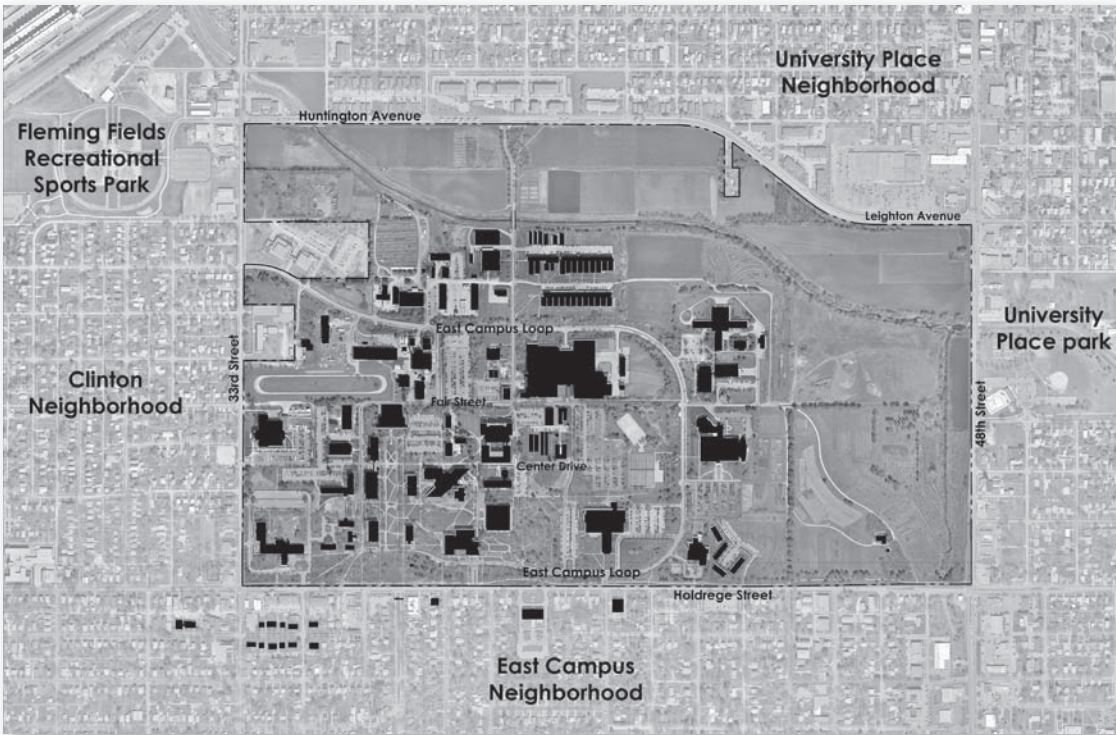 University Place
Neighborhood
Huntington Avenue
Fleming Fields
Recreational
Sports Park
Leighton Avenue
East Campus Loop
University
Place park
33rd Street
Clinton
Neighborhood
Fair Street
48th Street
Center Drive
East Campus Loop
Holdrege Street
East Campus
Neighborhood